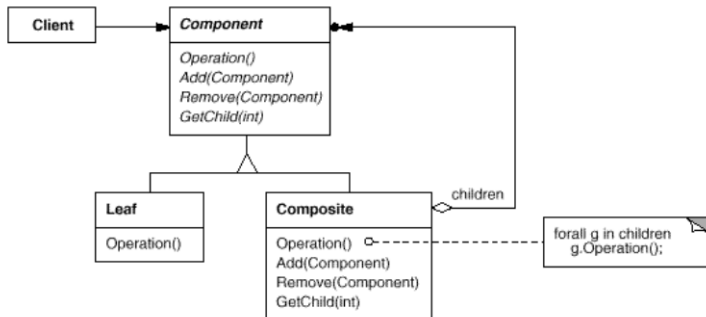 Client
Component
Operation()
Add(Component)
Remove(Component)
GetChild(int)
children
Leaf
Operation()
Composite
Operation()
Add(Component)
Remove(Component)
GetChild(int)
forall g in children
g.Operation();